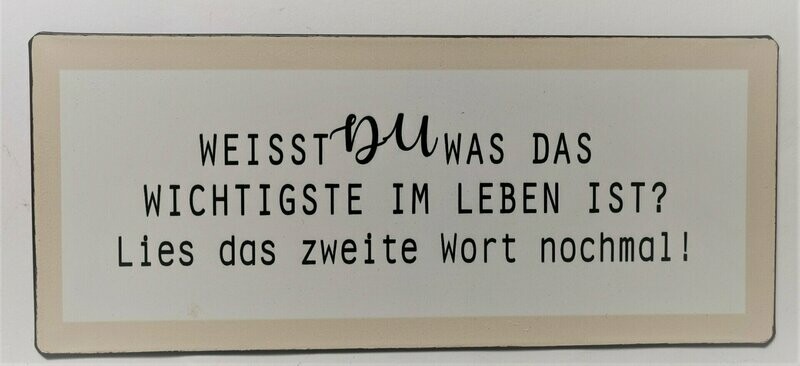 WEISST DU WAS DAS
WICHTIGSTE IM LEBEN IST?
Lies das zweite Wort nochmal!